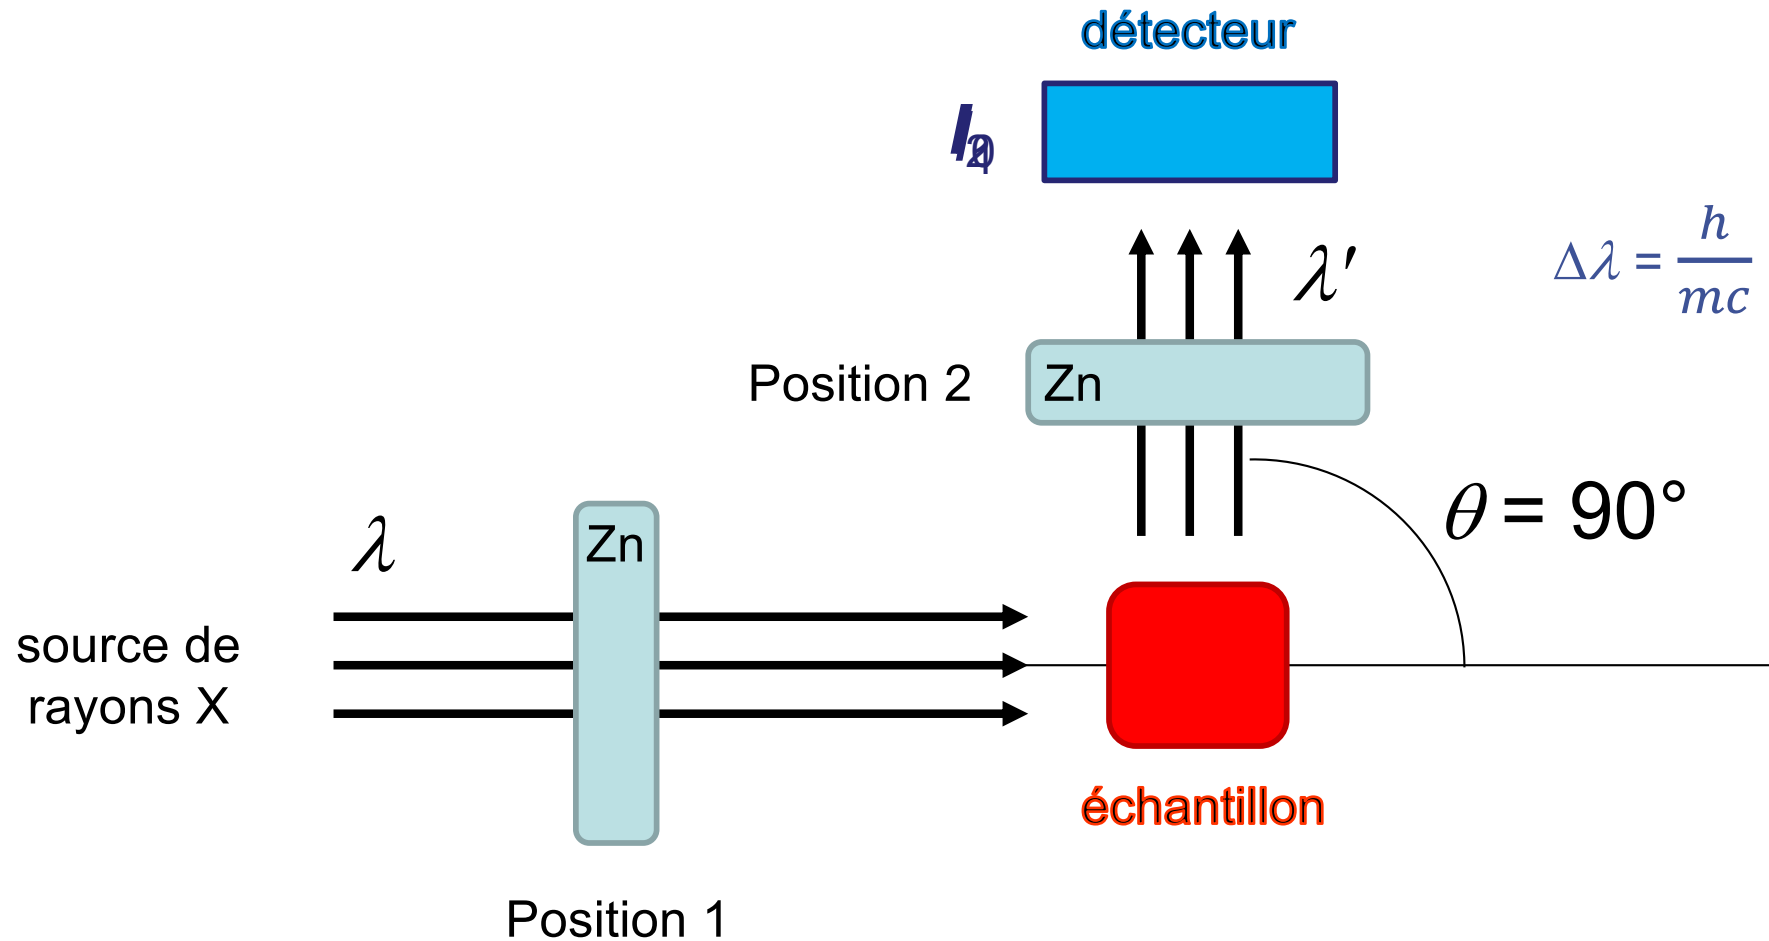 détecteur
λ'
Δλ = h/mc
Position 2
Zn
θ = 90°
λ
Zn
source de
rayons X
échantillon
Position 1